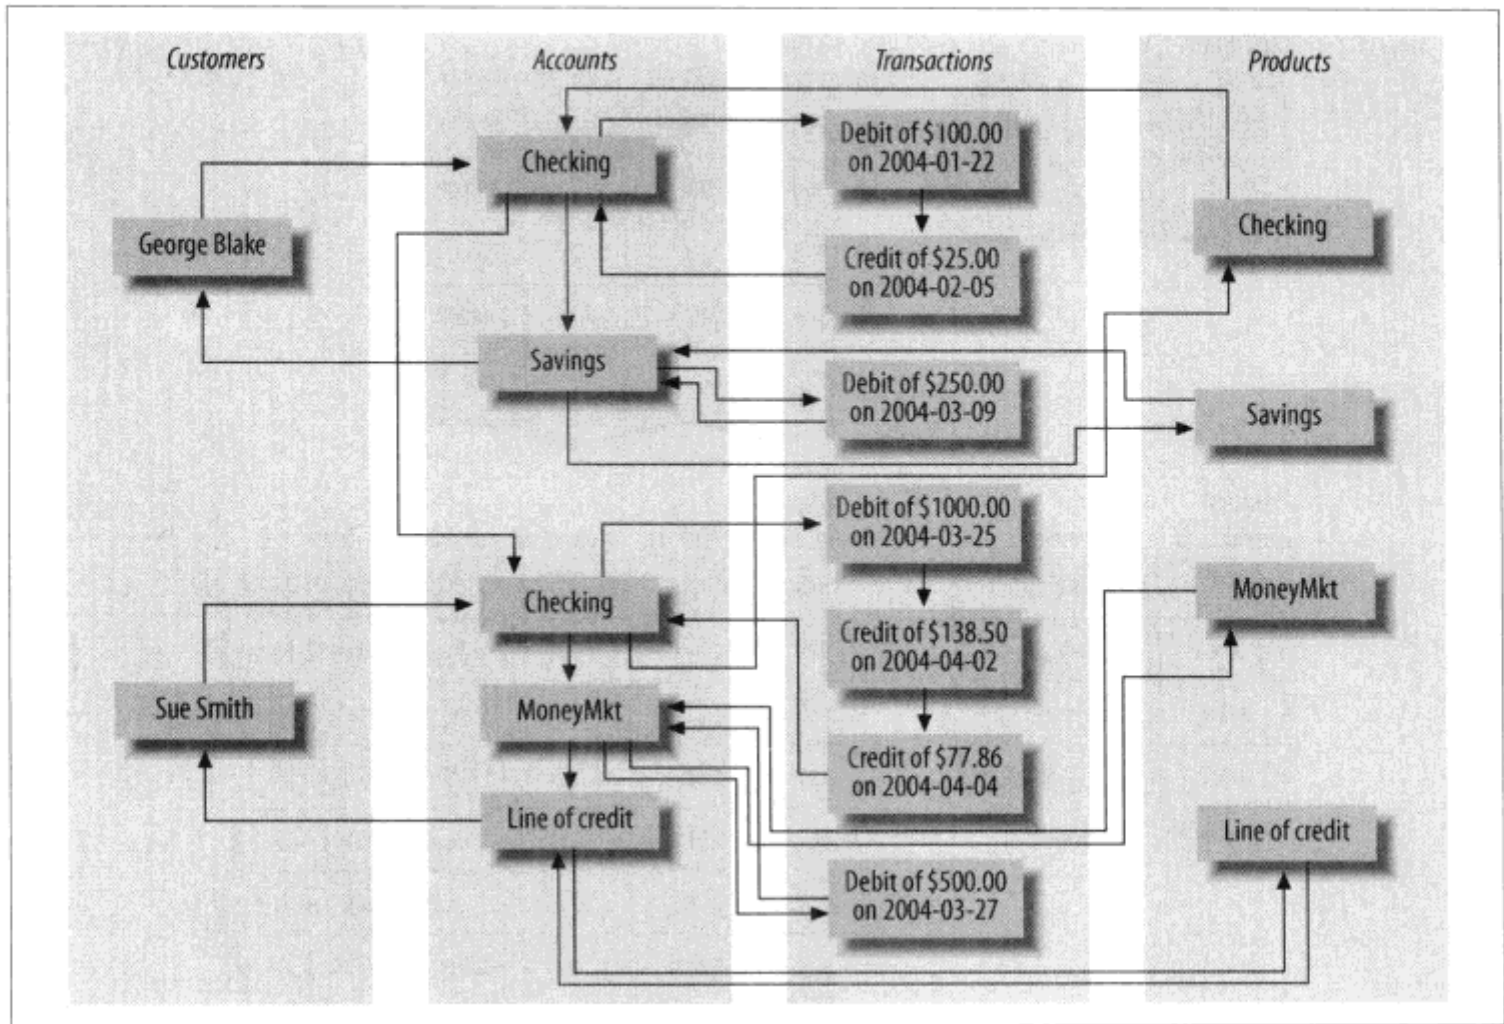 Customers
Accounts
Transactions
Products
George Blake
Sue Smith
Checking
Savings
Checking
MoneyMkt
Line of credit
Debit of $100.00
on 2004-01-22
Credit of $25.00
on 2004-02-05
Debit of $250.00
on 2004-03-09
Debit of $1000.00
on 2004-03-25
Credit of $138.50
on 2004-04-02
Credit of $77.86
on 2004-04-04
Debit of $500.00
on 2004-03-27
Checking
Savings
MoneyMkt
Line of credit